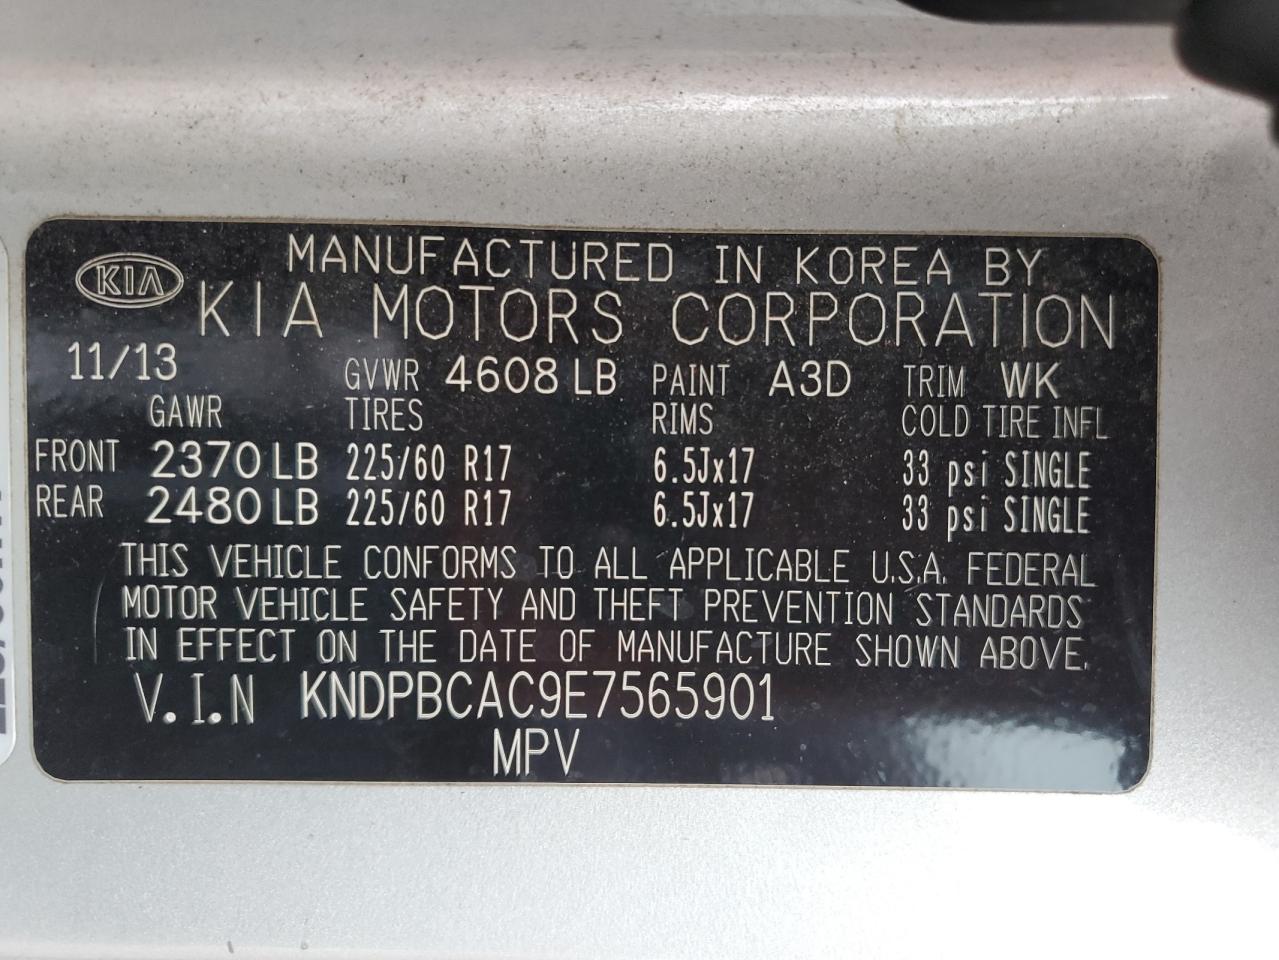 KIA
MANUFACTURED IN KOREA BY
KIA MOTORS CORPORATION
11/13 GVWR 4608 LB PAINT A3D TRIM WK
GAWR TIRES RIMS COLD TIRE INFL
FRONT 2370 LB 225/60 R17 6.5Jx17 33 psi SINGLE
REAR 2480 LB 225/60 R17 6.5Jx17 33 psi SINGLE
THIS VEHICLE CONFORMS TO ALL APPLICABLE U.S.A. FEDERAL
MOTOR VEHICLE SAFETY AND THEFT PREVENTION STANDARDS
IN EFFECT ON THE DATE OF MANUFACTURE SHOWN ABOVE.
V.I.N KNDPBCAC9E7565901
MPV